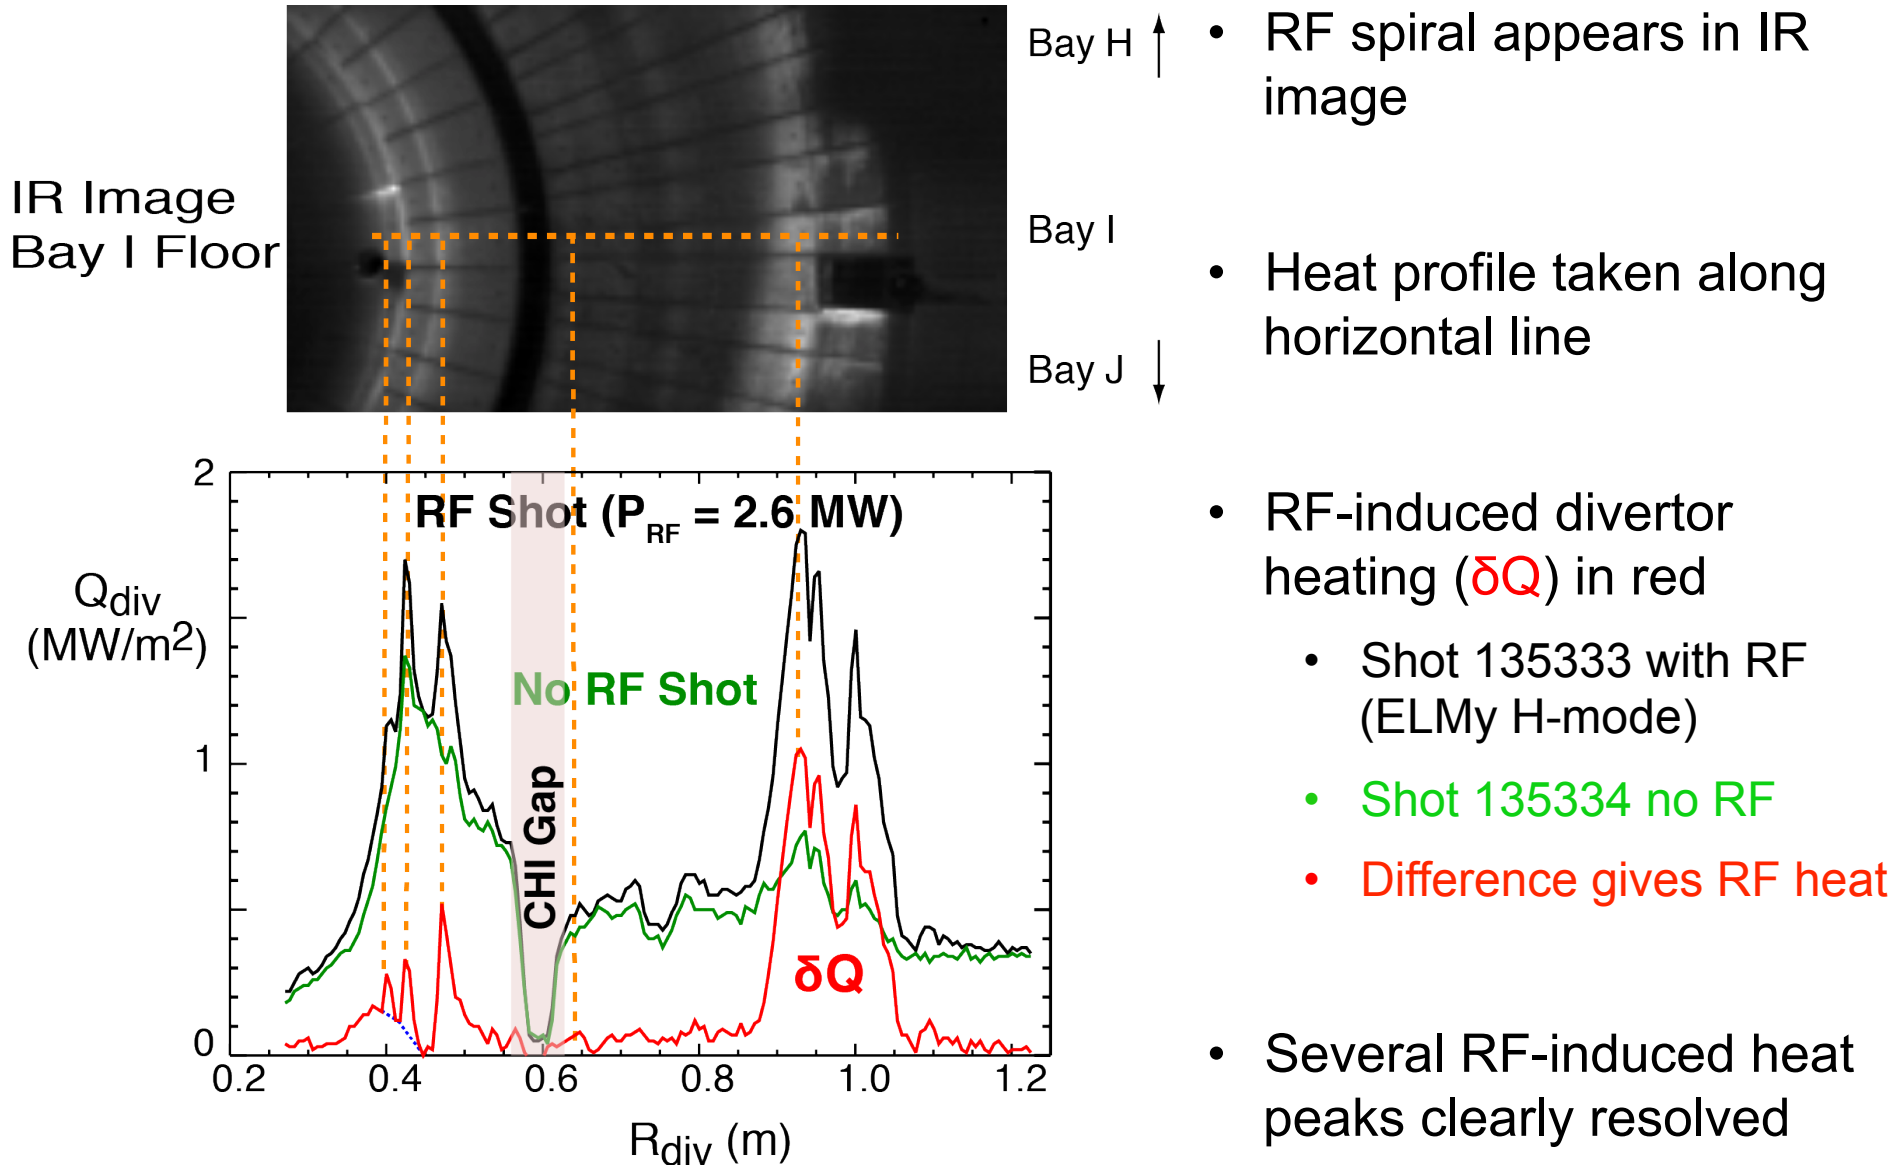 IR Image
Bay I Floor
Bay H
Bay I
Bay J
2
1
0
Qdiv
(MW/m2)
RF Shot (PRF = 2.6 MW)
No RF Shot
CHI Gap
δQ
0.2 0.4 0.6 0.8 1.0 1.2
Rdiv (m)
• RF spiral appears in IR
image
• Heat profile taken along
horizontal line
• RF-induced divertor
heating (δQ) in red
• Shot 135333 with RF
(ELMy H-mode)
• Shot 135334 no RF
• Difference gives RF heat
• Several RF-induced heat
peaks clearly resolved